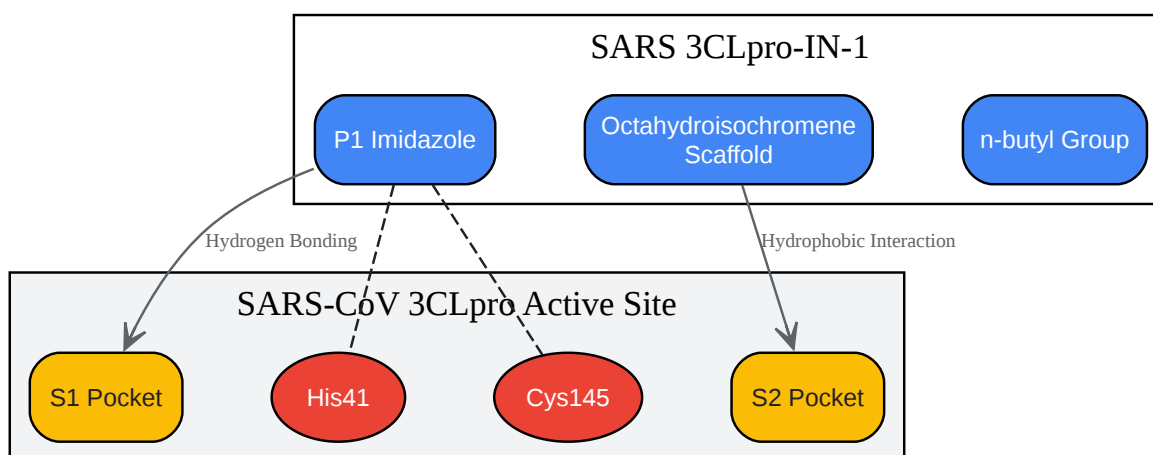 SARS 3CLpro-IN-1
P1 Imidazole
Octahydroisochromene
Scaffold
n-butyl Group
Hydrogen Bonding
Hydrophobic Interaction
SARS-CoV 3CLpro Active Site
S1 Pocket
His41
Cys145
S2 Pocket